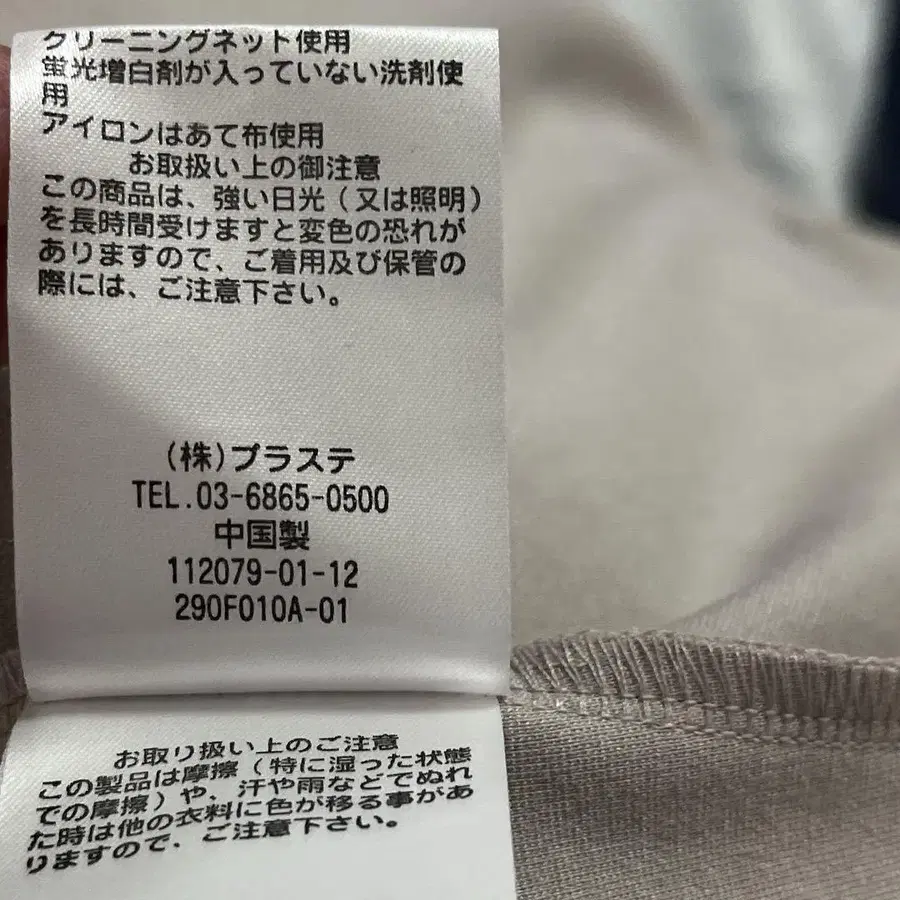 クリーニングネット使用
蛍光増白剤が入っていない洗剤使
用
アイロンはあて布使用
お取扱い上の御注意
この商品は、強い日光(又は照明)
を長時間受けますと変色の恐れが
ありますので、ご着用及び保管の
際には、ご注意下さい。
(株)プラステ
TEL.03-6865-0500
中国製
112079-01-12
290F010A-01
お取り扱い上のご注意
この製品は摩擦(特に湿った状態
での摩擦)や、汗や雨などでぬれ
た時は他の衣料に色が移る事があ
りますので、ご注意下さい。